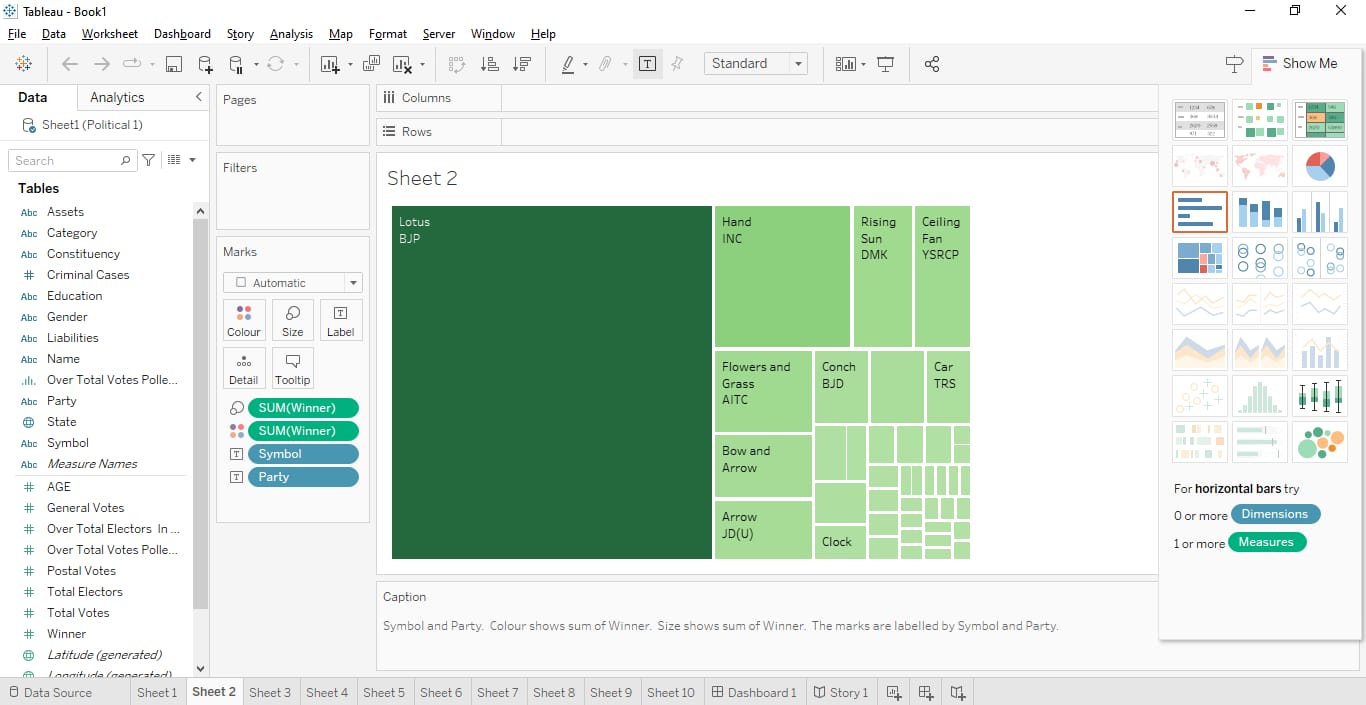 Tableau - Book1
File Data Worksheet Dashboard Story Analysis Map Format Server Window Help
Standard
Show Me
Data Analytics
Sheet1 (Political 1)
Search
Tables
Abc Assets
Abc Category
Abc Constituency
# Criminal Cases
Abc Education
Abc Gender
Abc Liabilities
Abc Name
Over Total Votes Polle...
Abc Party
State
Abc Symbol
Abc Measure Names
# AGE
# General Votes
# Over Total Electors In ...
# Over Total Votes Polle...
# Postal Votes
# Total Electors
# Total Votes
# Winner
Latitude (generated)
Longitude (generated)
Pages
Filters
Marks
Automatic
Colour Size Label
Detail Tooltip
SUM(Winner)
SUM(Winner)
Symbol
Party
Columns
Rows
Sheet 2
Lotus
BJP
Hand
INC
Rising
Sun
DMK
Ceiling
Fan
YSRCP
Flowers and
Grass
AITC
Conch
BJD
Car
TRS
Bow and
Arrow
Arrow
JD(U)
Clock
Caption
Symbol and Party. Colour shows sum of Winner. Size shows sum of Winner. The marks are labelled by Symbol and Party.
For horizontal bars try
0 or more Dimensions
1 or more Measures
Data Source Sheet 1 Sheet 2 Sheet 3 Sheet 4 Sheet 5 Sheet 6 Sheet 7 Sheet 8 Sheet 9 Sheet 10 Dashboard 1 Story 1